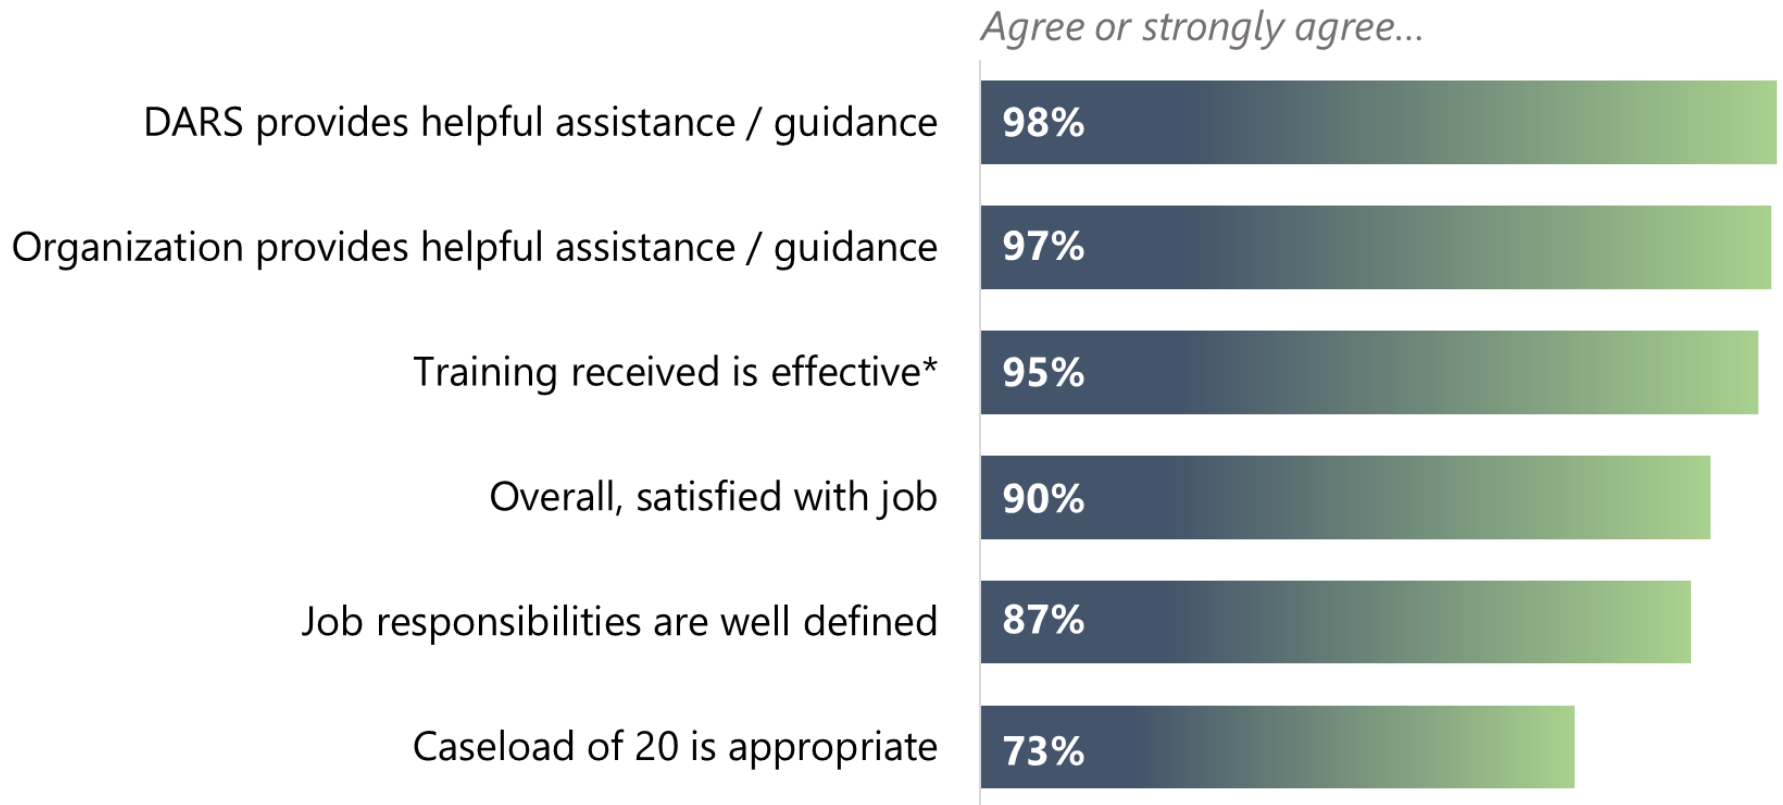 Agree or strongly agree...
DARS provides helpful assistance / guidance 98%
Organization provides helpful assistance / guidance 97%
Training received is effective* 95%
Overall, satisfied with job 90%
Job responsibilities are well defined 87%
Caseload of 20 is appropriate 73%